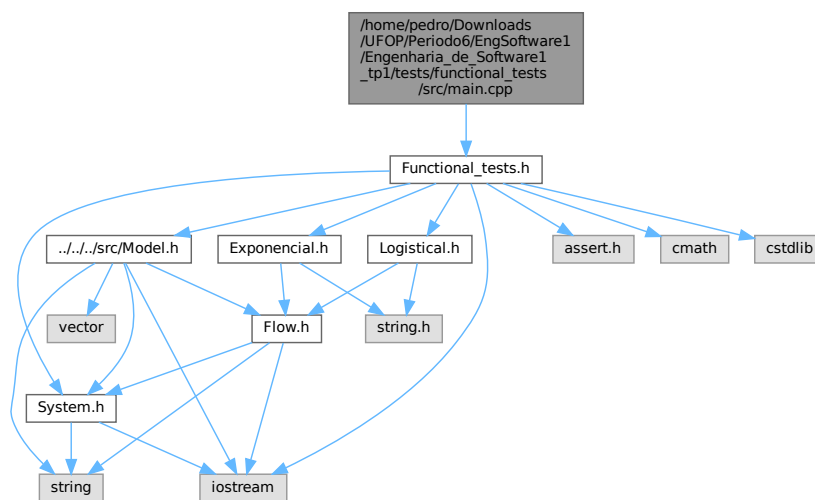 /home/pedro/Downloads
/UFOP/Periodo6/EngSoftware1
/Engenharia_de_Software1
_tp1/tests/functional_tests
/src/main.cpp
Functional_tests.h
../../../src/Model.h
Exponencial.h
Logistical.h
assert.h
cmath
cstdlib
vector
Flow.h
string.h
System.h
string
iostream